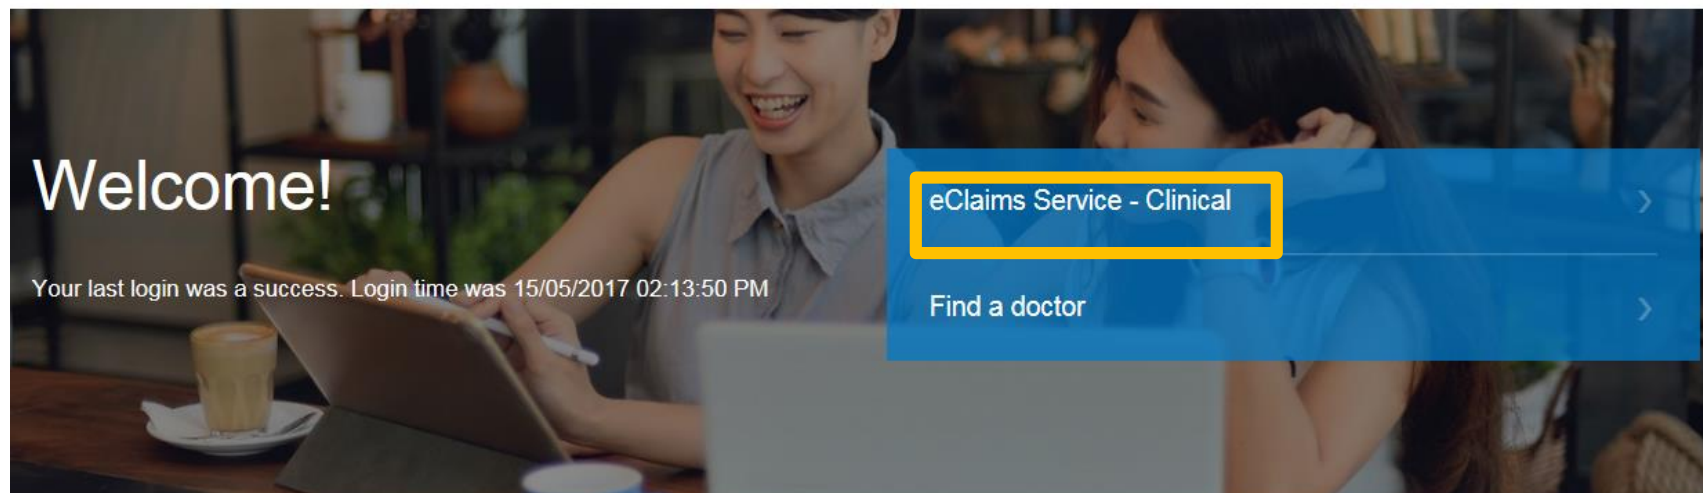 Welcome!
Your last login was a success. Login time was 15/05/2017 02:13:50 PM
eClaims Service - Clinical
Find a doctor